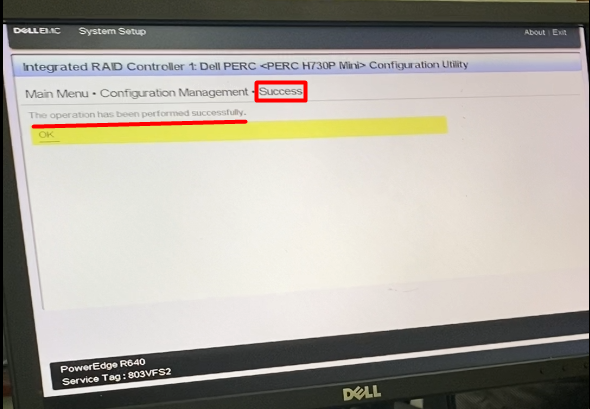 DELLEMC System Setup About | Exit
Integrated RAID Controller 1: Dell PERC <PERC H730P Mini> Configuration Utility
Main Menu • Configuration Management • Success
The operation has been performed successfully.
OK
PowerEdge R640
Service Tag : 803VFS2
DELL